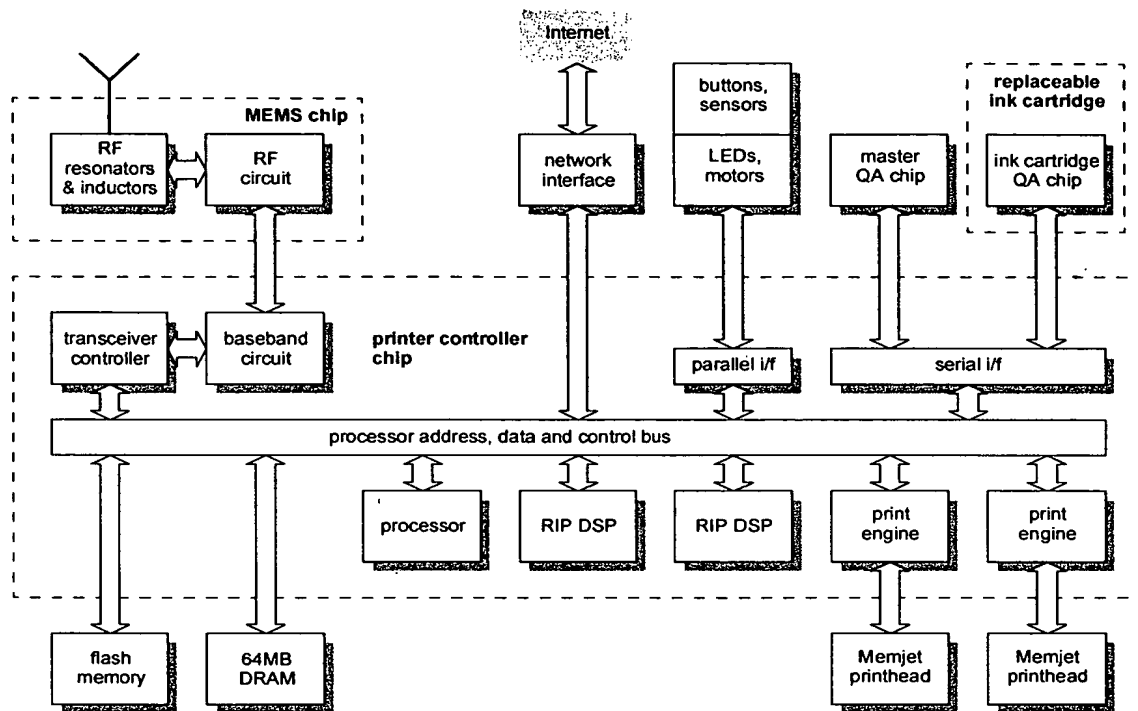 Internet
MEMS chip
RF
resonators
& inductors
RF
circuit
network
interface
buttons,
sensors
LEDs,
motors
master
QA chip
replaceable
ink cartridge
ink cartridge
QA chip
transceiver
controller
baseband
circuit
printer controller
chip
parallel i/f
serial i/f
processor address, data and control bus
processor
RIP DSP
RIP DSP
print
engine
print
engine
flash
memory
64MB
DRAM
Memjet
printhead
Memjet
printhead